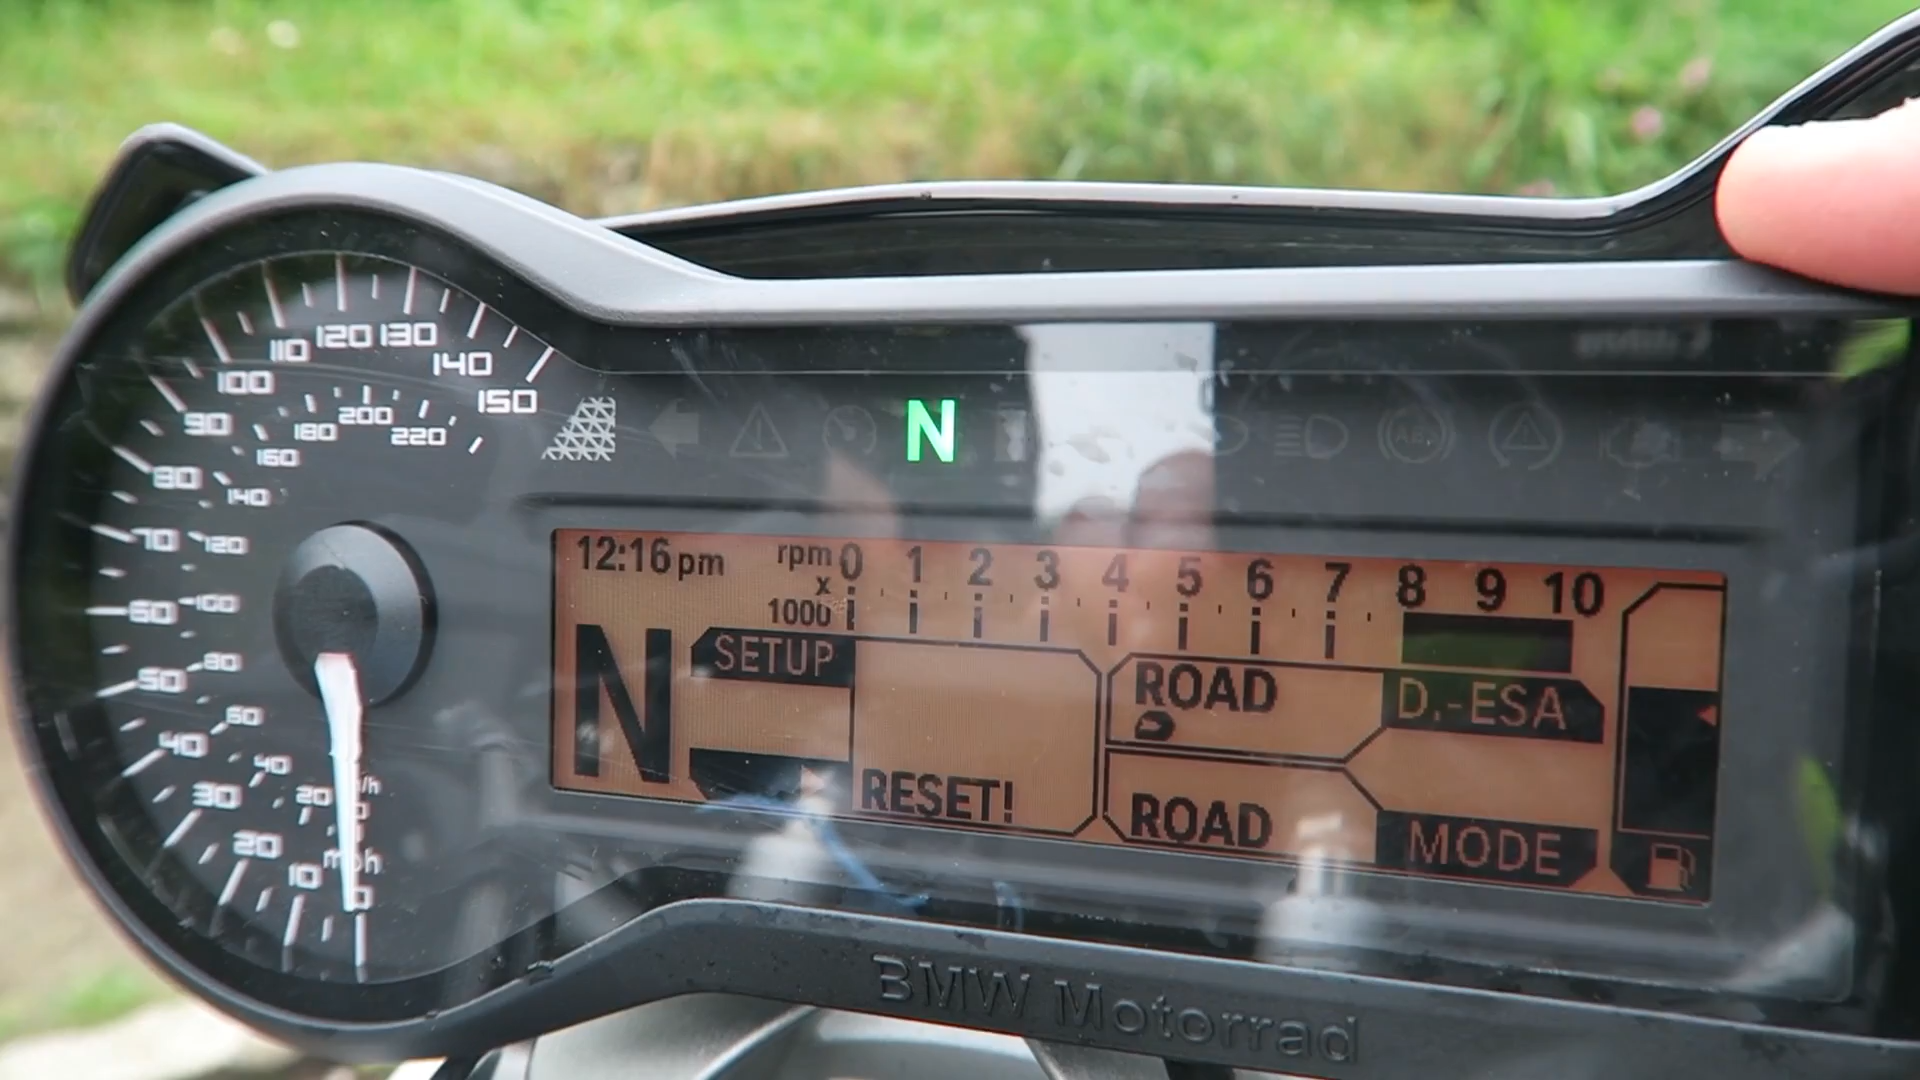 110 120 130
140
150
100
90
80
70
60
50
40
30
20
10
0
mph
180 200 220
160
140
120
100
80
60
40
20
N
ABS
12:16 pm
rpm
x
1000
0 1 2 3 4 5 6 7 8 9 10
N
SETUP
RESET!
ROAD
D.-ESA
ROAD
MODE
BMW Motorrad